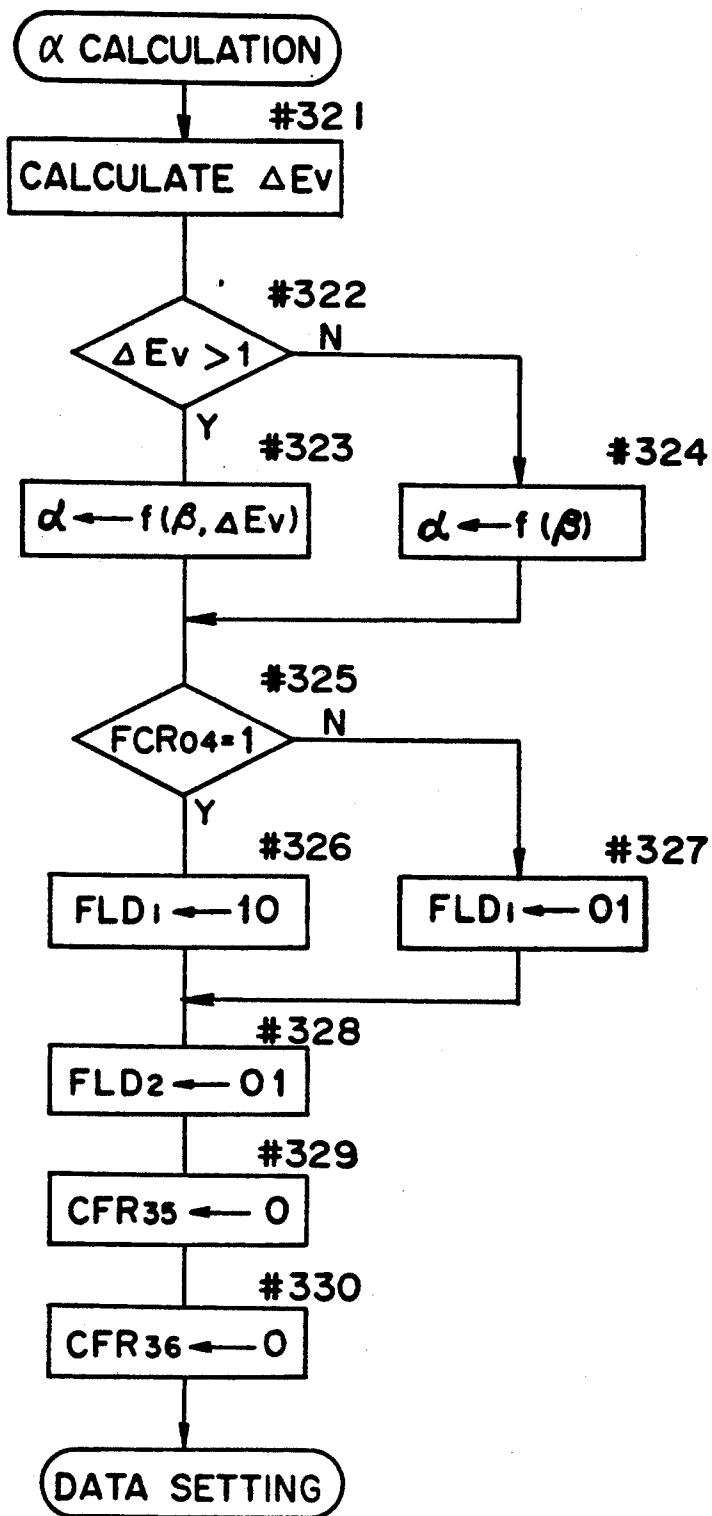 α CALCULATION
#321
CALCULATE ΔEv
#322
ΔEv > 1
N
Y
#323
α ← f(β, ΔEv)
#324
α ← f(β)
#325
FCR04=1
N
Y
#326
FLD1 ← 10
#327
FLD1 ← 01
#328
FLD2 ← 01
#329
CFR35 ← 0
#330
CFR36 ← 0
DATA SETTING